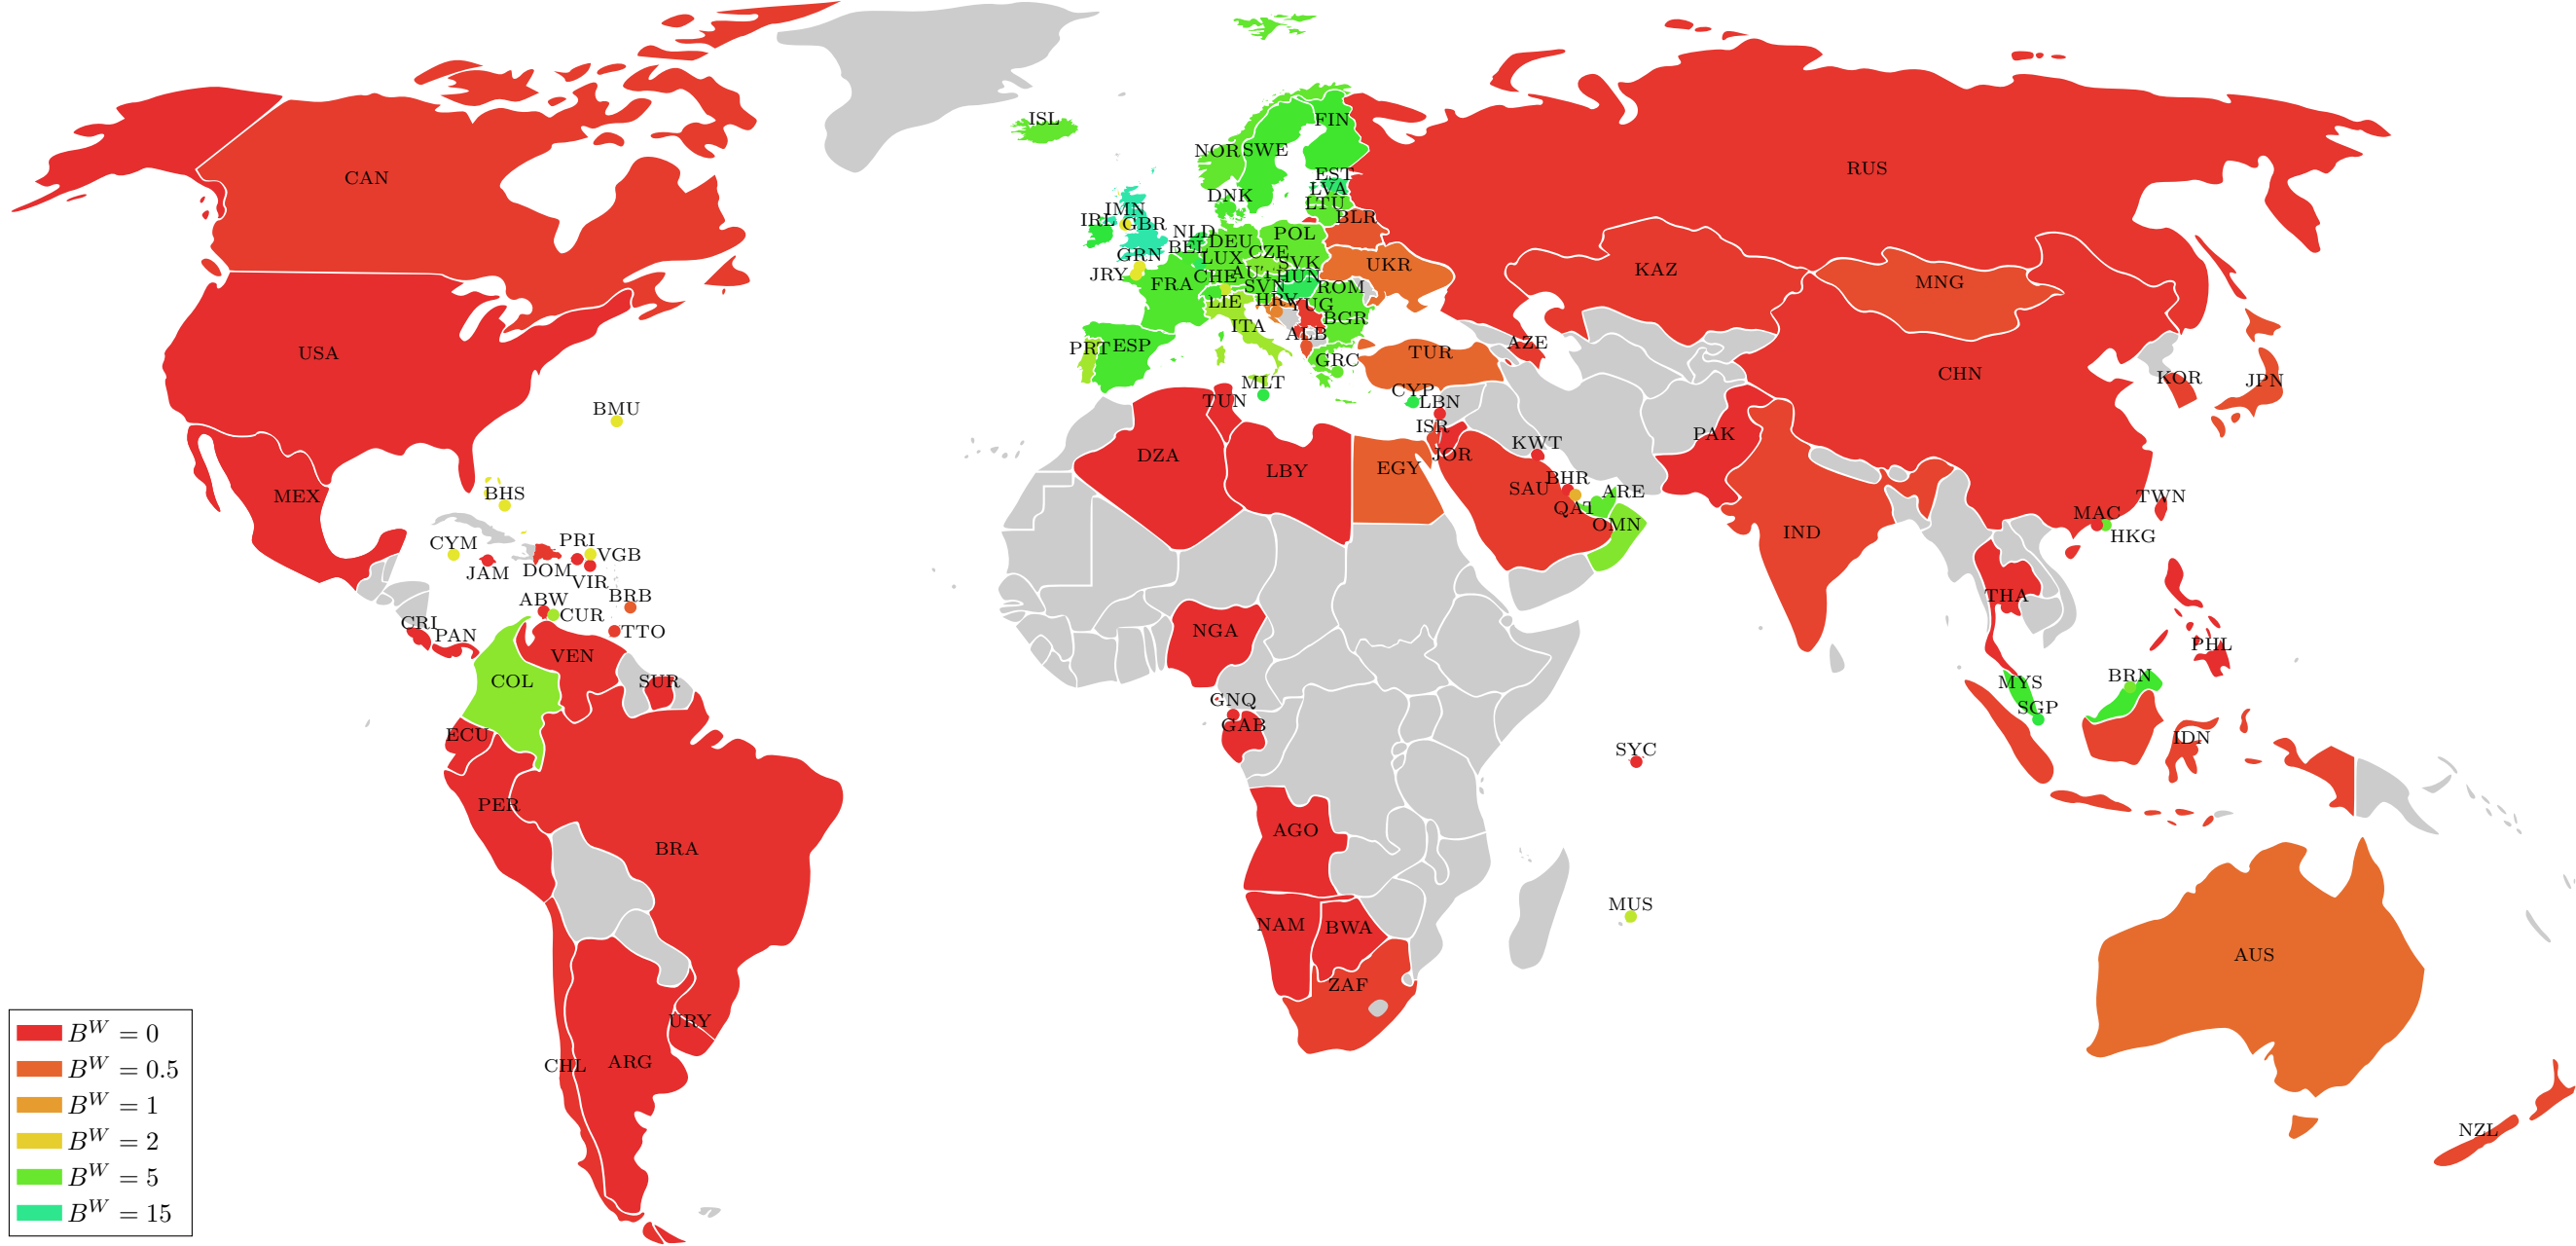 ISL
FIN
NOR
SWE
RUS
CAN
EST
LVA
DNK
LTU
IMN
BLR
IRL
GBR
NLD
POL
DEU
BEL
CZE
GRN
LUX
SVK
UKR
KAZ
AUT
JRY
CHE
HUN
MNG
FRA
SVN
ROM
LIE
HRV
YUG
BGR
ITA
ALB
AZE
PRT
ESP
USA
TUR
GRC
CHN
KOR
JPN
MLT
CYP
TUN
LBN
BMU
ISR
PAK
KWT
DZA
JOR
LBY
EGY
BHR
SAU
ARE
BHS
MEX
TWN
QAT
MAC
OMN
IND
HKG
CYM
PRI
VGB
JAM
DOM
VIR
ABW
BRB
THA
CUR
CRI
TTO
PAN
NGA
PHL
VEN
COL
SUR
BRN
MYS
GNQ
SGP
GAB
ECU
IDN
SYC
PER
AGO
BRA
MUS
NAM
BWA
AUS
ZAF
URY
CHL
ARG
NZL
B^W = 0
B^W = 0.5
B^W = 1
B^W = 2
B^W = 5
B^W = 15